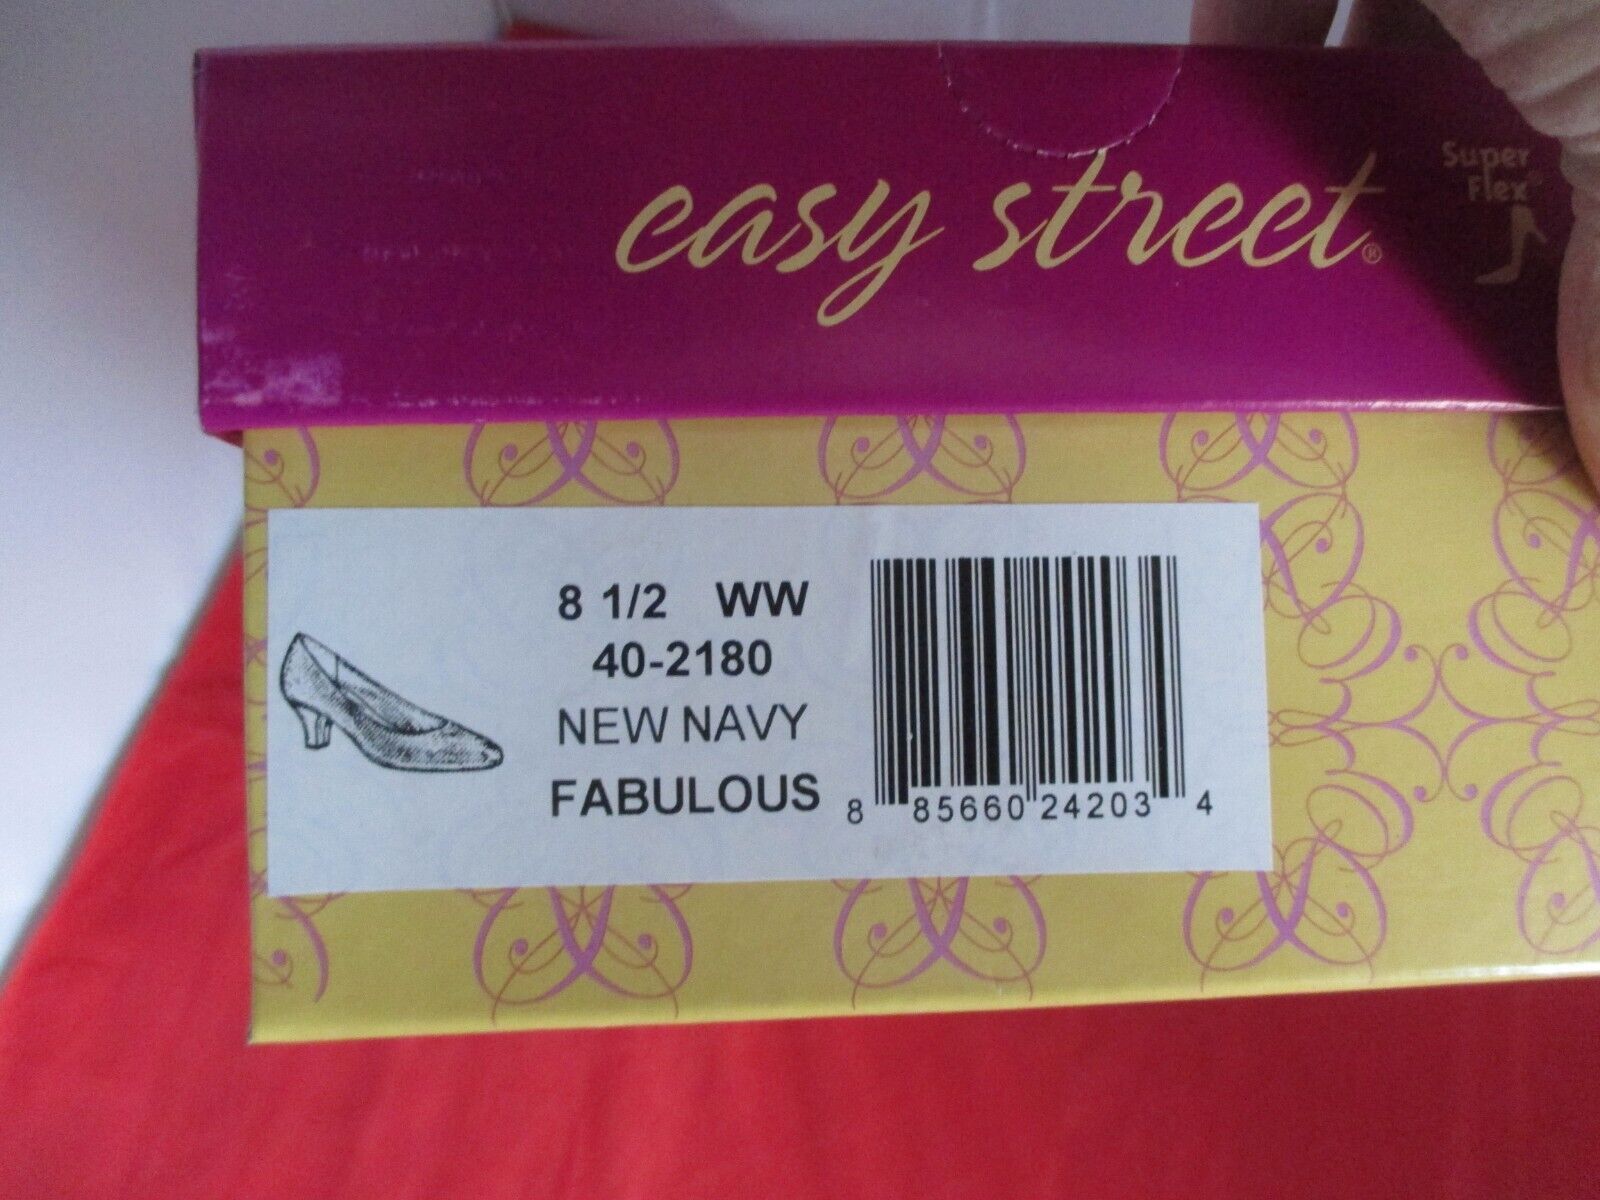 easy street®
Super
Flex®
8 1/2 WW
40-2180
NEW NAVY
FABULOUS
8 85660 24203 4